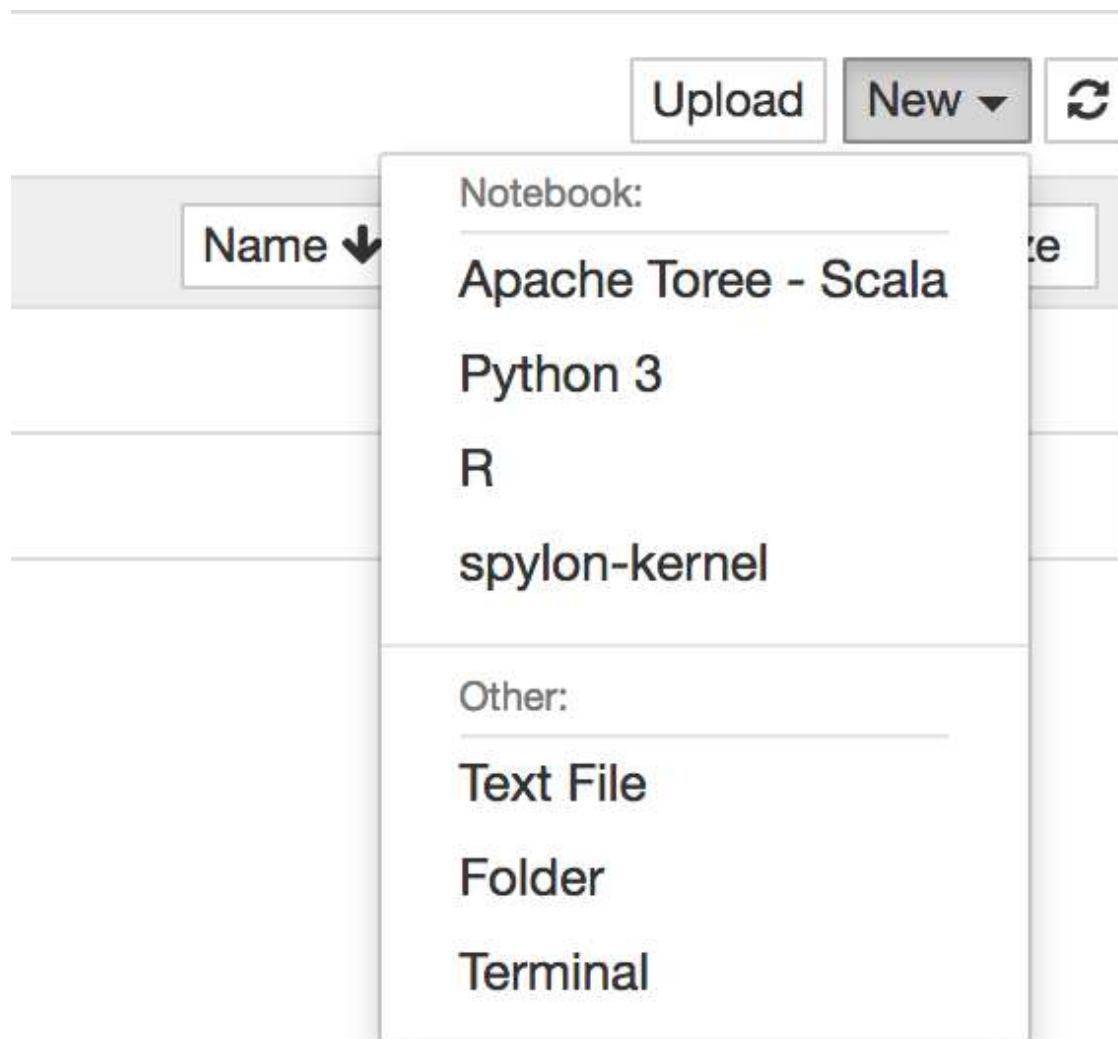 Upload New
Name
Notebook:
Apache Toree - Scala
Python 3
R
spylon-kernel
Other:
Text File
Folder
Terminal